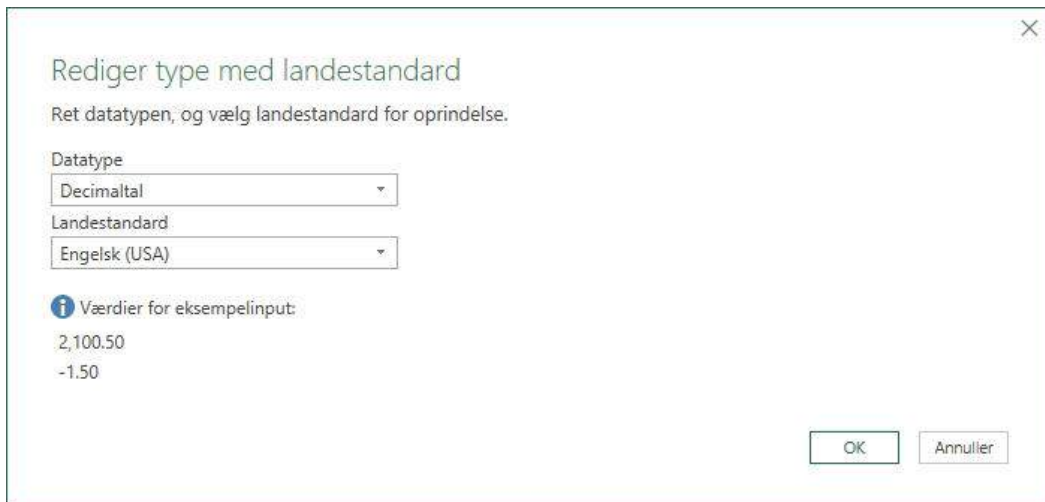 Rediger type med landestandard
Ret datatypen, og vælg landestandard for oprindelse.
Datatype
Decimaltal
Landestandard
Engelsk (USA)
Værdier for eksempelinput:
2,100.50
-1.50
OK Annuller